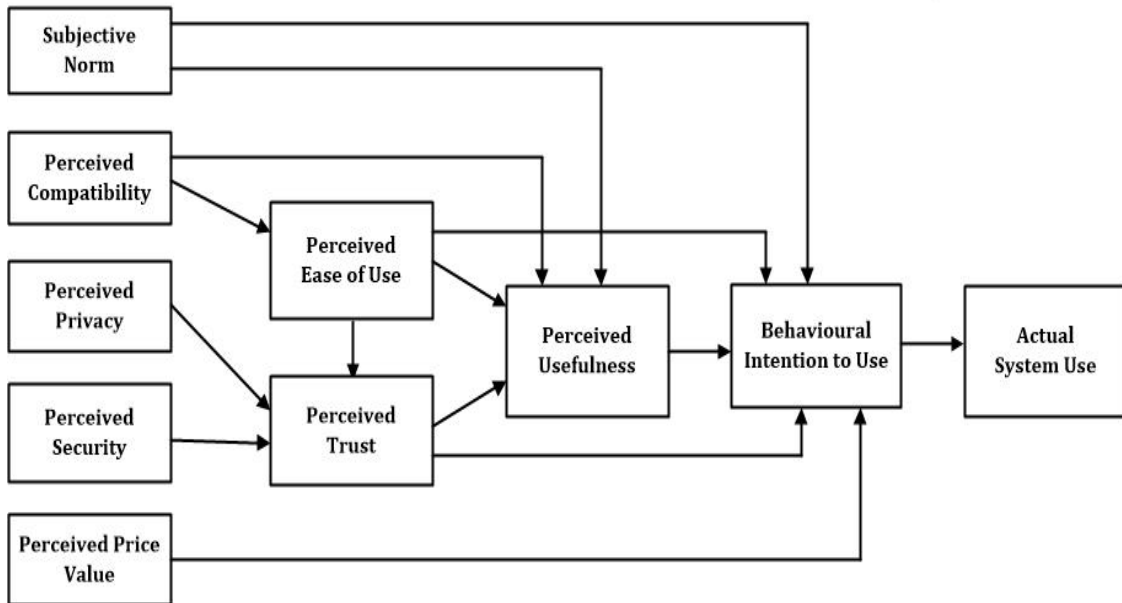 Subjective
Norm
Perceived
Compatibility
Perceived
Ease of Use
Perceived
Privacy
Perceived
Usefulness
Behavioural
Intention to Use
Actual
System Use
Perceived
Security
Perceived
Trust
Perceived Price
Value